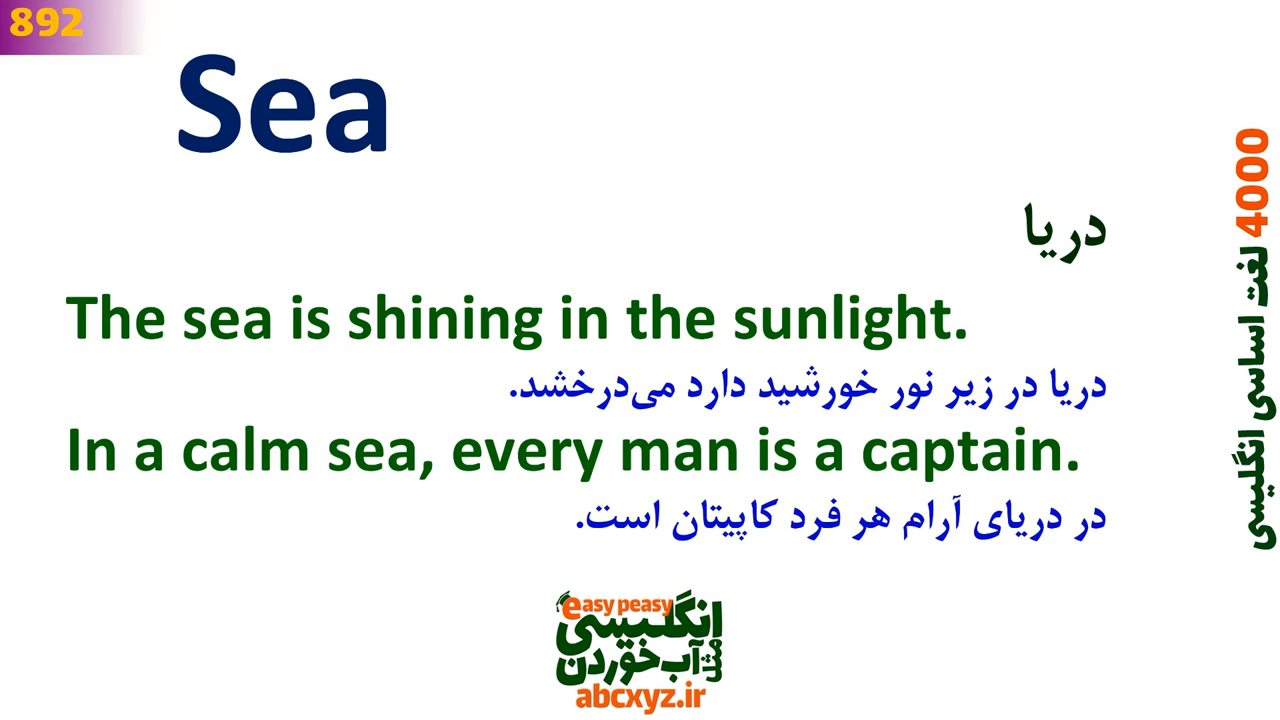 892
Sea
دریا
The sea is shining in the sunlight.
دریا در زیر نور خورشید دارد می‌درخشد.
In a calm sea, every man is a captain.
در دریای آرام هر فرد کاپیتان است.
4000 لغت اساسی انگلیسی
easy peasy
انگلیسی
مثل آب خوردن
abcxyz.ir